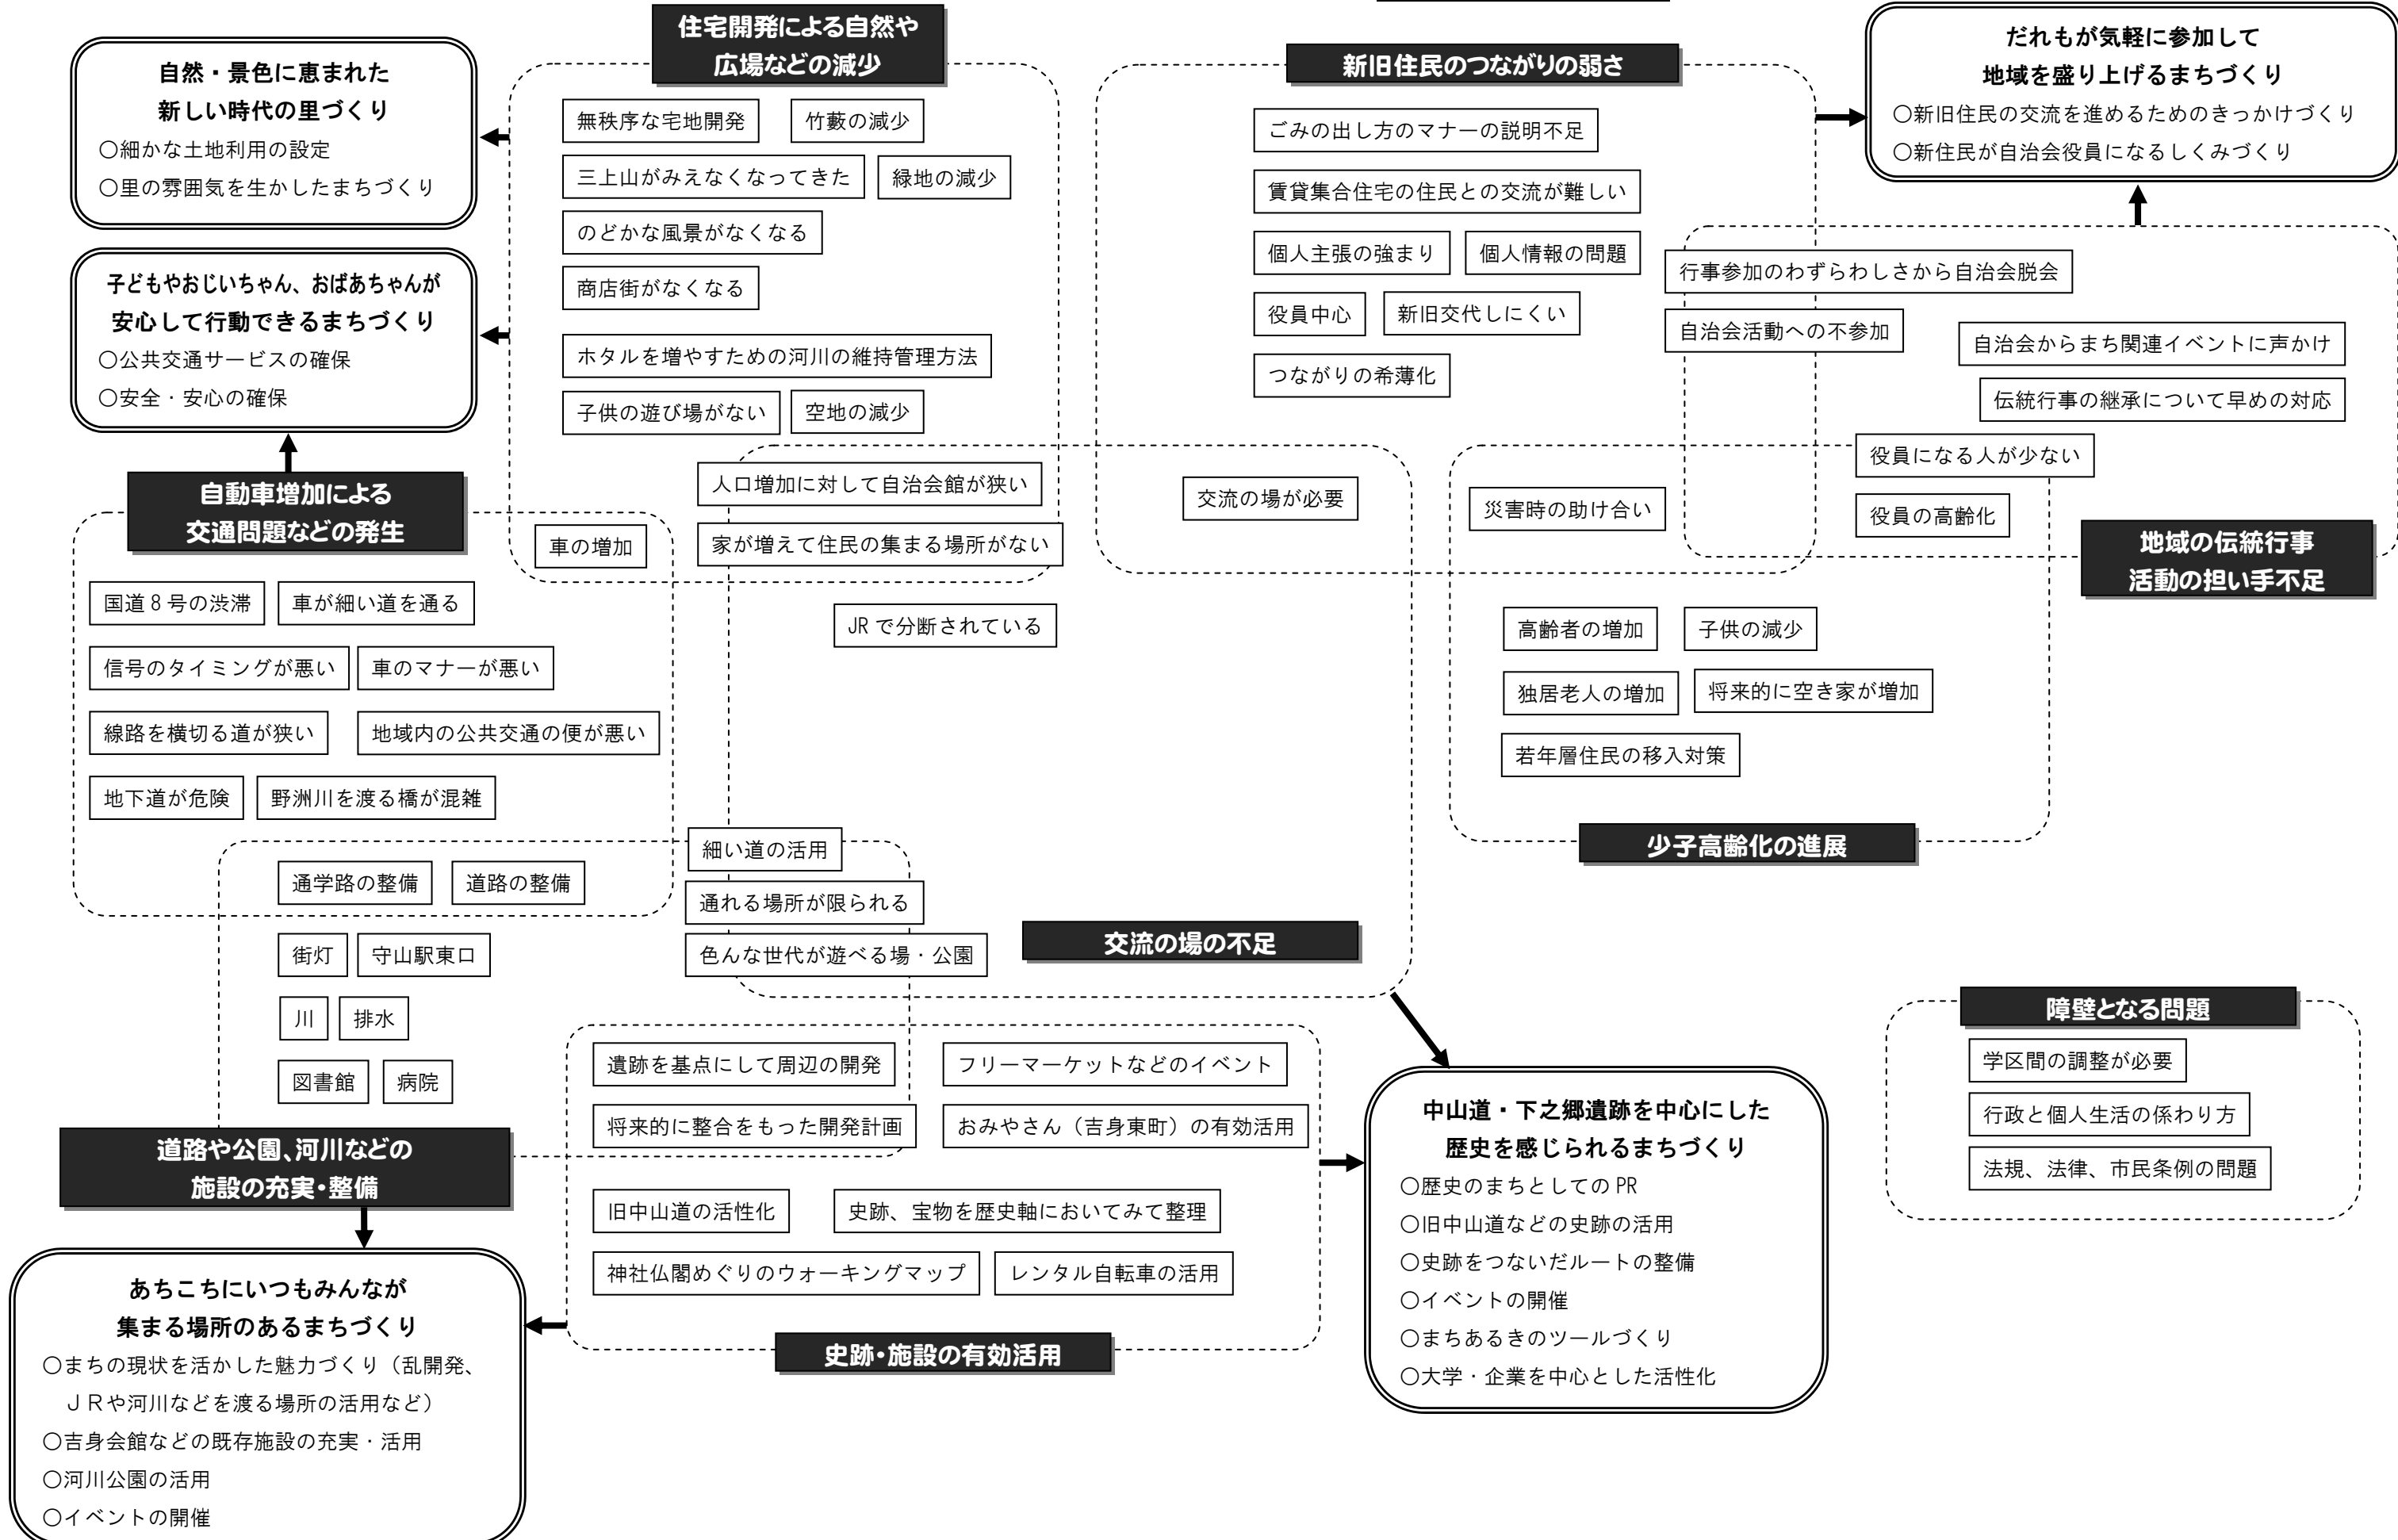 住宅開発による自然や
広場などの減少
無秩序な宅地開発
竹藪の減少
三上山がみえなくなってきた
緑地の減少
のどかな風景がなくなる
商店街がなくなる
ホタルを増やすための河川の維持管理方法
子供の遊び場がない
空地の減少
人口増加に対して自治会館が狭い
家が増えて住民の集まる場所がない
車の増加
自然・景色に恵まれた
新しい時代の里づくり
○細かな土地利用の設定
○里の雰囲気を生かしたまちづくり
子どもやおじいちゃん、おばあちゃんが
安心して行動できるまちづくり
○公共交通サービスの確保
○安全・安心の確保
自動車増加による
交通問題などの発生
国道8号の渋滞
車が細い道を通る
信号のタイミングが悪い
車のマナーが悪い
線路を横切る道が狭い
地域内の公共交通の便が悪い
地下道が危険
野洲川を渡る橋が混雑
通学路の整備
道路の整備
街灯
守山駅東口
川
排水
図書館
病院
道路や公園、河川などの
施設の充実・整備
あちこちにいつもみんなが
集まる場所のあるまちづくり
○まちの現状を活かした魅力づくり（乱開発、
ＪＲや河川などを渡る場所の活用など）
○吉身会館などの既存施設の充実・活用
○河川公園の活用
○イベントの開催
新旧住民のつながりの弱さ
ごみの出し方のマナーの説明不足
賃貸集合住宅の住民との交流が難しい
個人主張の強まり
個人情報の問題
役員中心
新旧交代しにくい
つながりの希薄化
交流の場が必要
災害時の助け合い
だれもが気軽に参加して
地域を盛り上げるまちづくり
○新旧住民の交流を進めるためのきっかけづくり
○新住民が自治会役員になるしくみづくり
行事参加のわずらわしさから自治会脱会
自治会活動への不参加
自治会からまち関連イベントに声かけ
伝統行事の継承について早めの対応
役員になる人が少ない
役員の高齢化
地域の伝統行事
活動の担い手不足
高齢者の増加
子供の減少
独居老人の増加
将来的に空き家が増加
若年層住民の移入対策
少子高齢化の進展
JRで分断されている
細い道の活用
通れる場所が限られる
色んな世代が遊べる場・公園
交流の場の不足
遺跡を基点にして周辺の開発
フリーマーケットなどのイベント
将来的に整合をもった開発計画
おみやさん（吉身東町）の有効活用
旧中山道の活性化
史跡、宝物を歴史軸においてみて整理
神社仏閣めぐりのウォーキングマップ
レンタル自転車の活用
史跡・施設の有効活用
中山道・下之郷遺跡を中心にした
歴史を感じられるまちづくり
○歴史のまちとしてのPR
○旧中山道などの史跡の活用
○史跡をつないだルートの整備
○イベントの開催
○まちあるきのツールづくり
○大学・企業を中心とした活性化
障壁となる問題
学区間の調整が必要
行政と個人生活の係わり方
法規、法律、市民条例の問題